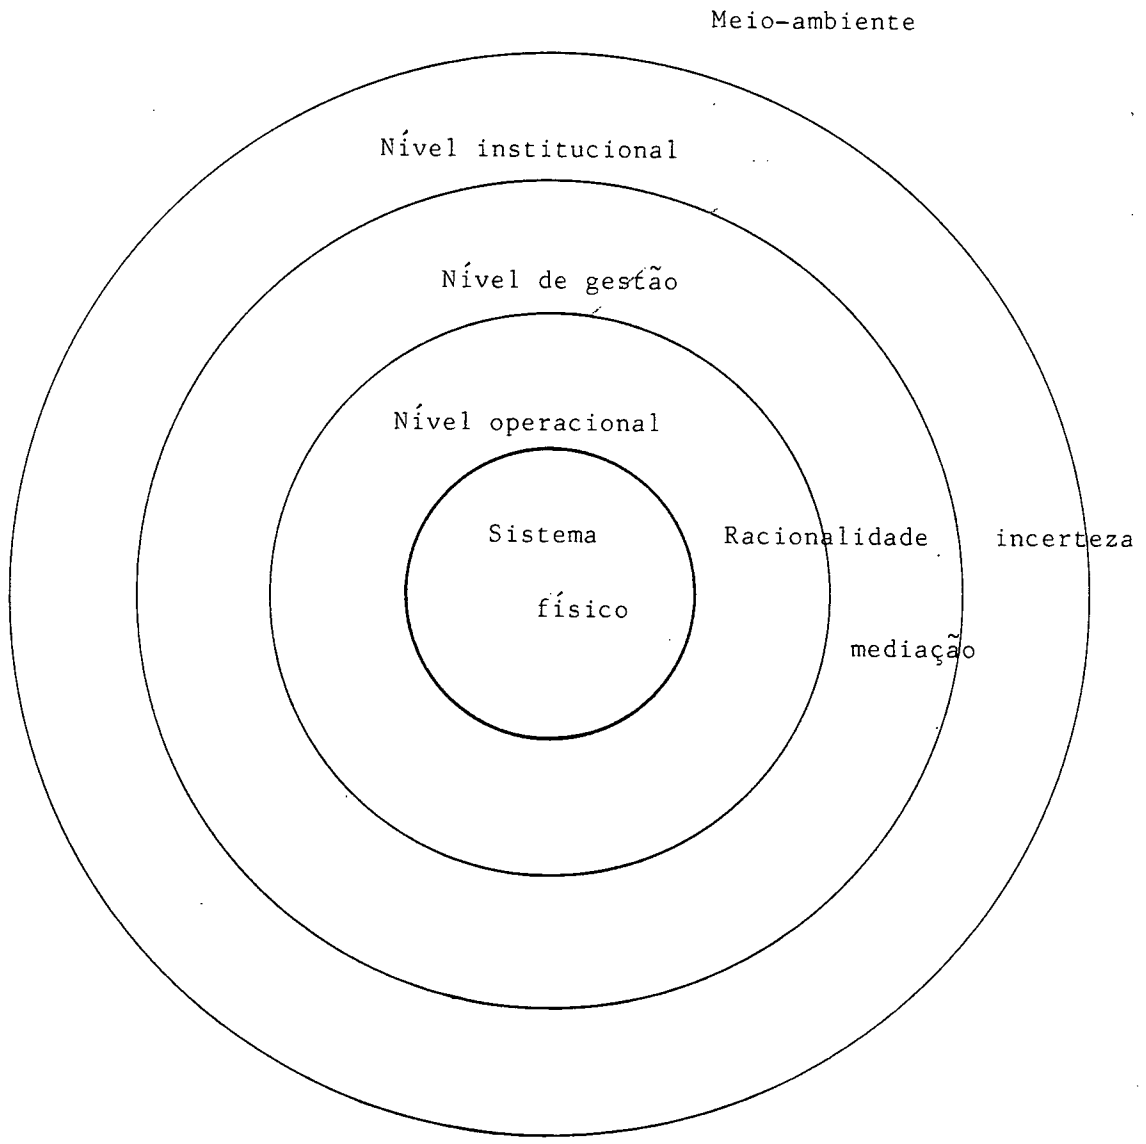 Meio-ambiente
Nível institucional
Nível de gestão
Nível operacional
Sistema Racionalidade incerteza
físico
mediação